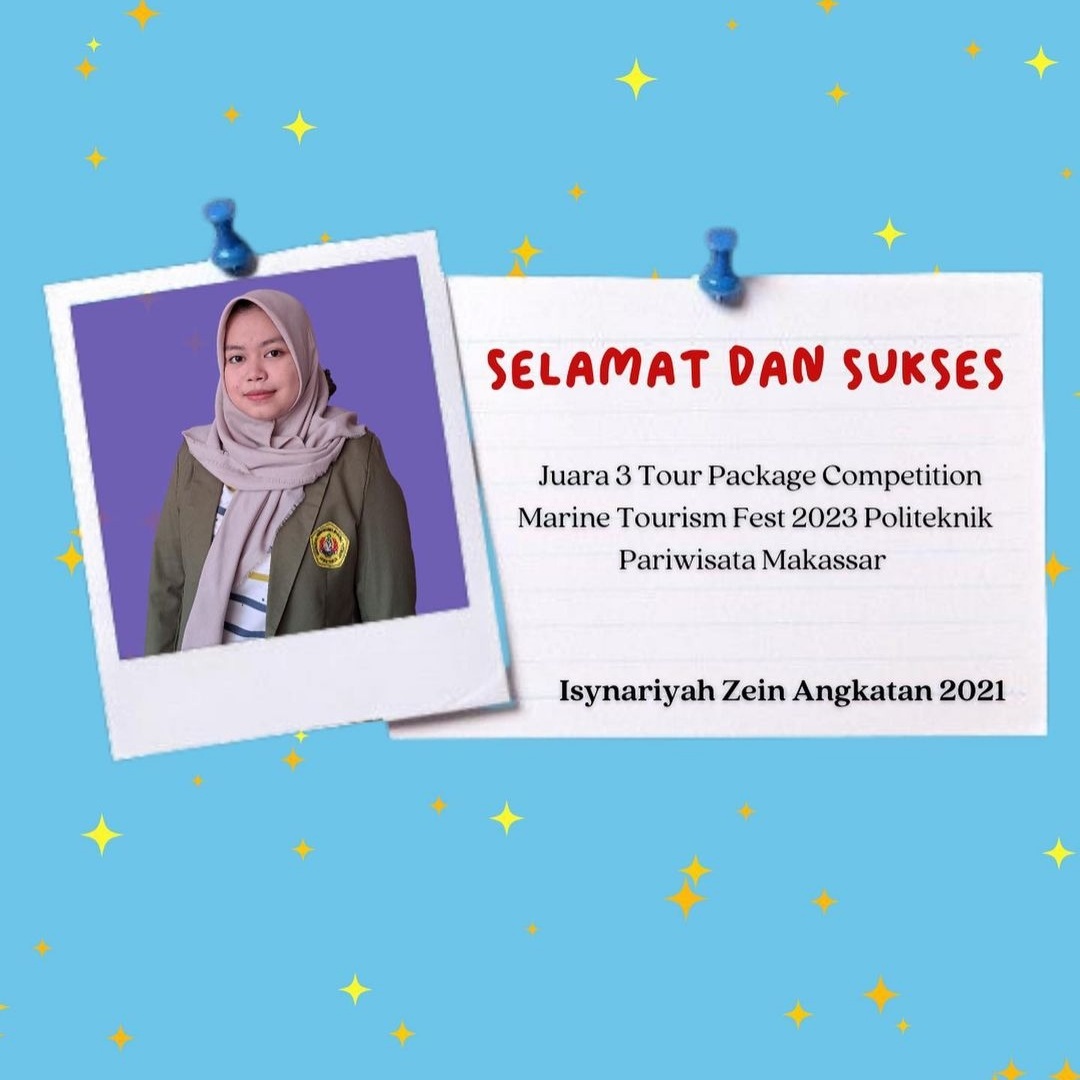 SELAMAT DAN SUKSES
Juara 3 Tour Package Competition
Marine Tourism Fest 2023 Politeknik
Pariwisata Makassar
Isynariyah Zein Angkatan 2021